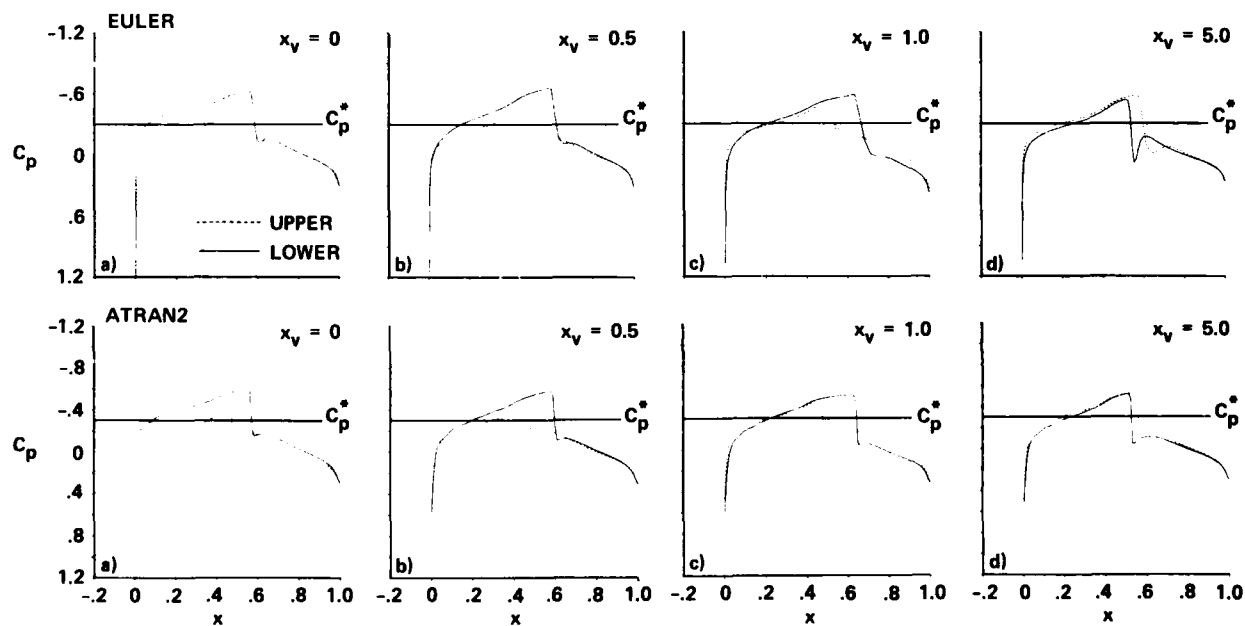 EULER
x_v = 0
x_v = 0.5
x_v = 1.0
x_v = 5.0
-1.2
-.6
C_p
0
.6
1.2
C_p^*
C_p^*
C_p^*
C_p^*
UPPER
LOWER
a)
b)
c)
d)
ATRAN2
x_v = 0
x_v = 0.5
x_v = 1.0
x_v = 5.0
-1.2
-.8
-.4
C_p
0
.4
.8
1.2
C_p^*
C_p^*
C_p^*
C_p^*
a)
b)
c)
d)
-.2 0 .2 .4 .6 .8 1.0
-.2 0 .2 .4 .6 .8 1.0
-.2 0 .2 .4 .6 .8 1.0
-.2 0 .2 .4 .6 .8 1.0
x
x
x
x